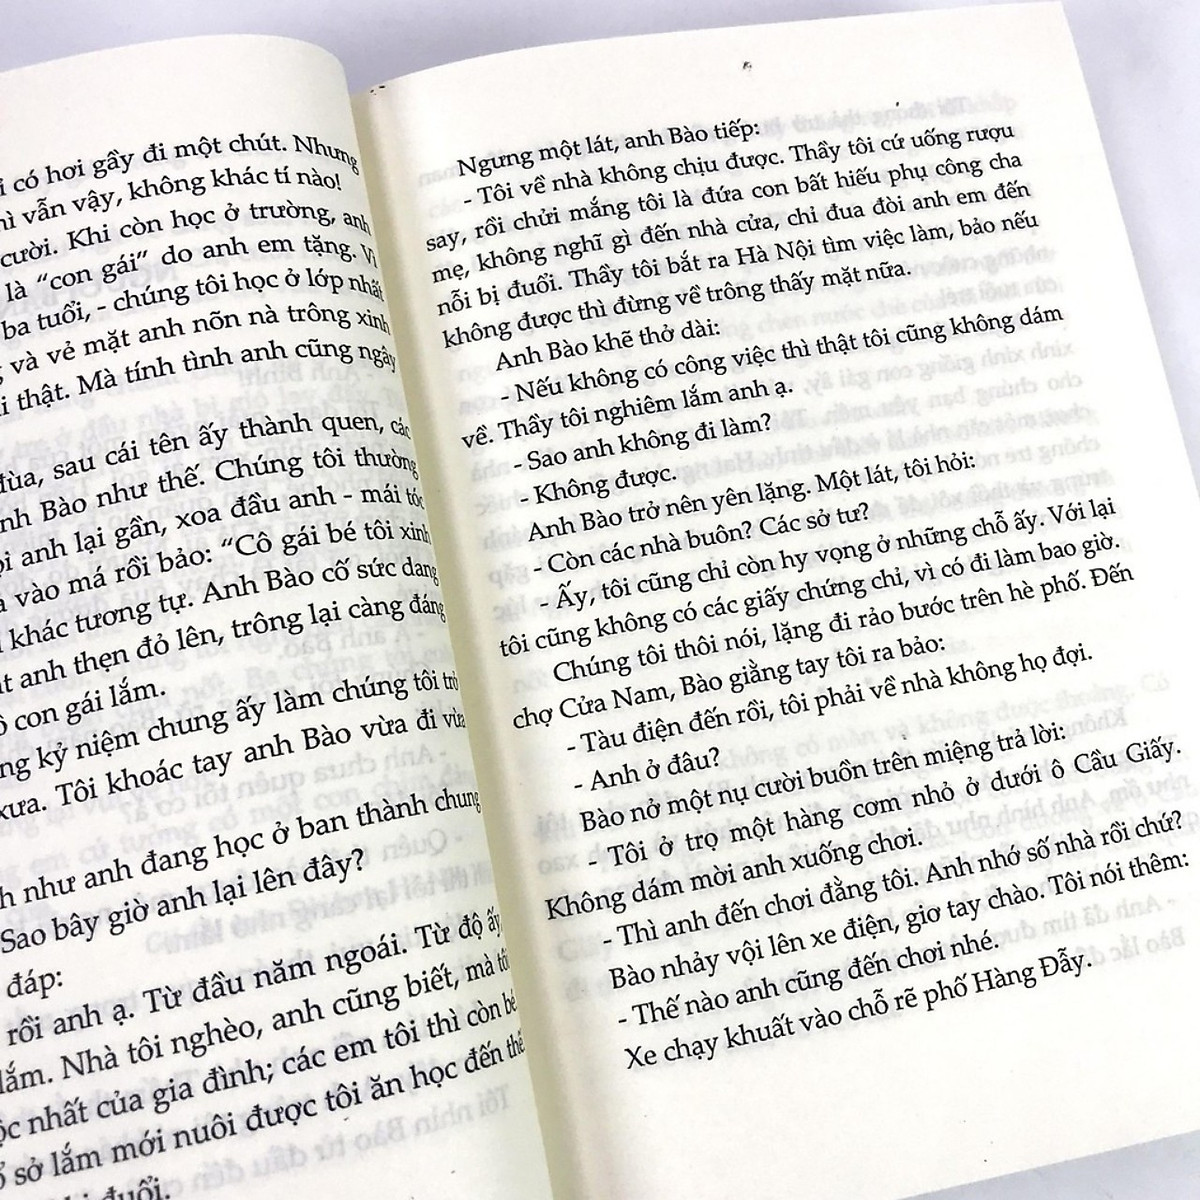 có hơi gầy đi một chút. Nhưng
vẫn vậy, không khác tí nào!
cười. Khi còn học ở trường, anh
là “con gái” do anh em tặng. Vì
ba tuổi, - chúng tôi học ở lớp nhất
và vẻ mặt anh nõn nà trông xinh
thật. Mà tính tình anh cũng ngây
đùa, sau cái tên ấy thành quen, các
anh Bào như thế. Chúng tôi thường
anh lại gần, xoa đầu anh - mái tóc
vào má rồi bảo: “Cô gái bé tôi xinh
khác tương tự. Anh Bào cố sức dang
anh thẹn đỏ lên, trông lại càng đáng
con gái lắm.
kỷ niệm chung ấy làm chúng tôi trở
xưa. Tôi khoác tay anh Bào vừa đi vừa
như anh đang học ở ban thành chung
Sao bây giờ anh lại lên đây?
đáp:
rồi anh ạ. Từ đầu năm ngoái. Từ độ ấy,
lắm. Nhà tôi nghèo, anh cũng biết, mà tôi
nhất của gia đình; các em tôi thì còn bé
sở lắm mới nuôi được tôi ăn học đến thế
đuổi.
Ngưng một lát, anh Bào tiếp:
- Tôi về nhà không chịu được. Thầy tôi cứ uống rượu
say, rồi chửi mắng tôi là đứa con bất hiếu phụ công cha
mẹ, không nghĩ gì đến nhà cửa, chỉ đua đòi anh em đến
nỗi bị đuổi. Thầy tôi bắt ra Hà Nội tìm việc làm, bảo nếu
không được thì đừng về trông thấy mặt nữa.
Anh Bào khẽ thở dài:
- Nếu không có công việc thì thật tôi cũng không dám
về. Thầy tôi nghiêm lắm anh ạ.
- Sao anh không đi làm?
- Không được.
Anh Bào trở nên yên lặng. Một lát, tôi hỏi:
- Còn các nhà buôn? Các sở tư?
- Ấy, tôi cũng chỉ còn hy vọng ở những chỗ ấy. Với lại
tôi cũng không có các giấy chứng chỉ, vì có đi làm bao giờ.
Chúng tôi thôi nói, lặng đi rảo bước trên hè phố. Đến
chợ Cửa Nam, Bào giằng tay tôi ra bảo:
- Tàu điện đến rồi, tôi phải về nhà không họ đợi.
- Anh ở đâu?
Bào nở một nụ cười buồn trên miệng trả lời:
- Tôi ở trọ một hàng cơm nhỏ ở dưới ô Cầu Giấy.
Không dám mời anh xuống chơi.
- Thì anh đến chơi đằng tôi. Anh nhớ số nhà rồi chứ?
Bào nhảy vội lên xe điện, giơ tay chào. Tôi nói thêm:
- Thế nào anh cũng đến chơi nhé.
Xe chạy khuất vào chỗ rẽ phố Hàng Đẫy.